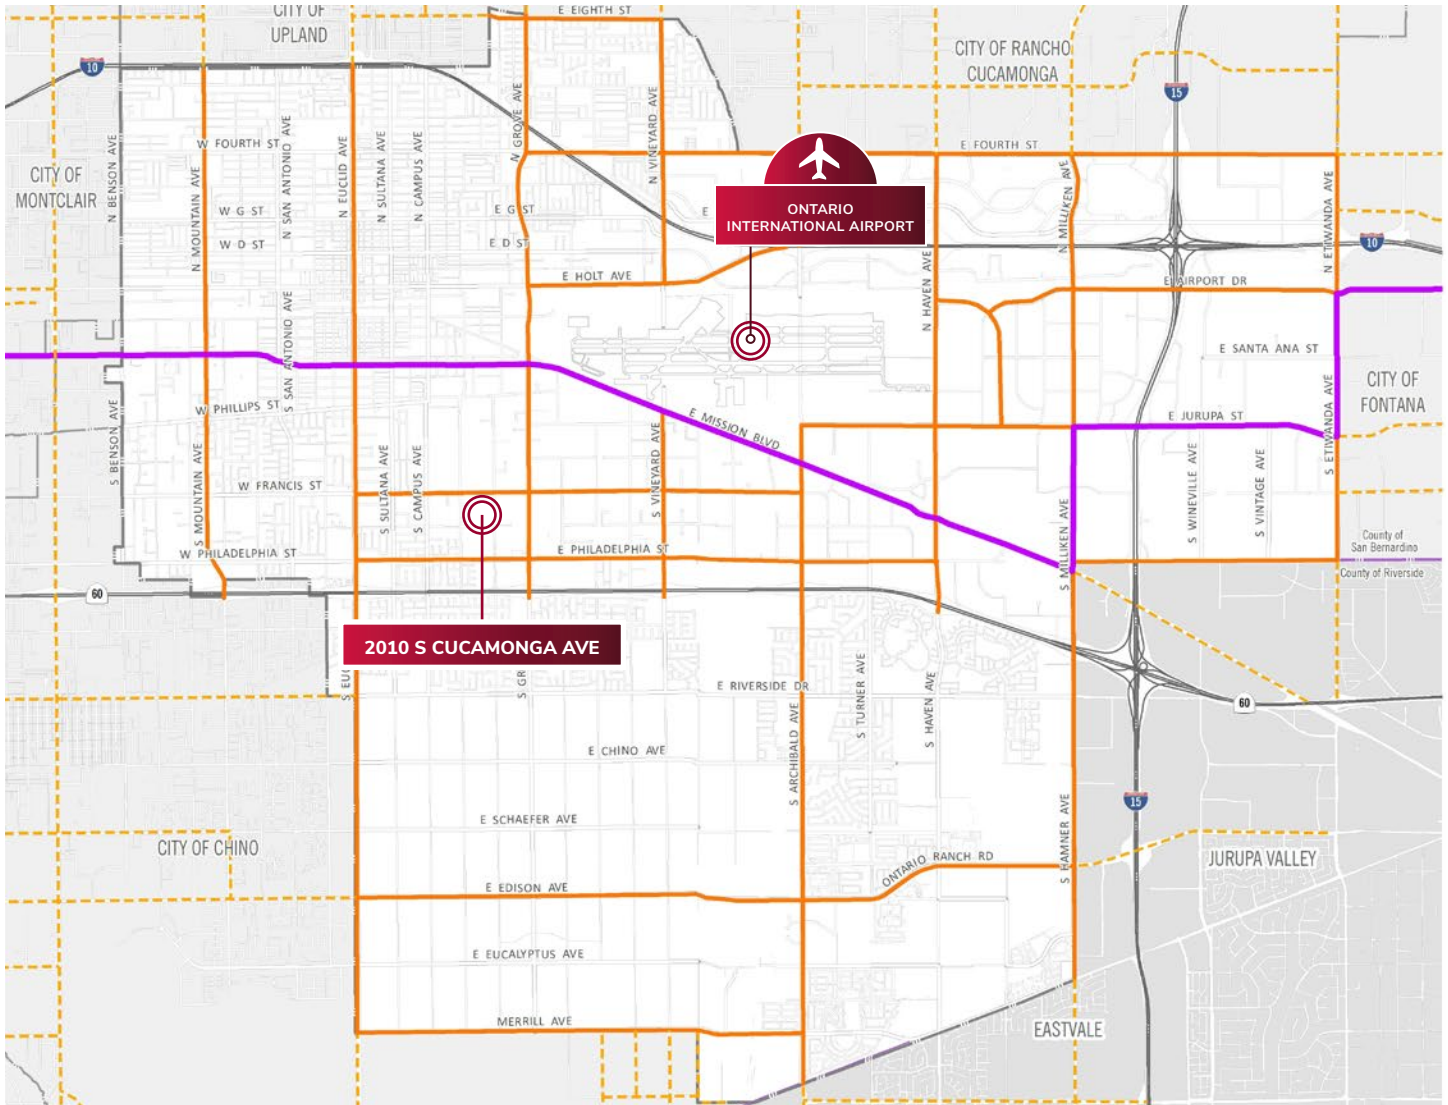 CITY OF
UPLAND
E EIGHTH ST
CITY OF RANCHO
CUCAMONGA
10
15
N GROVE AVE
N VINEYARD AVE
W FOURTH ST
E FOURTH ST
CITY OF
MONTCLAIR
N BENSON AVE
N MOUNTAIN AVE
N SAN ANTONIO AVE
N EUCLID AVE
N SULTANA AVE
N CAMPUS AVE
ONTARIO
INTERNATIONAL AIRPORT
N MILLIKEN AVE
N ETIWANDA AVE
W G ST
E G ST
E
W D ST
E D ST
10
E HOLT AVE
N HAVEN AVE
E AIRPORT DR
S SAN ANTONIO AVE
E SANTA ANA ST
CITY OF
FONTANA
W PHILLIPS ST
E MISSION BLVD
E JURUPA ST
S BENSON AVE
S MOUNTAIN AVE
S SULTANA AVE
S CAMPUS AVE
S VINEYARD AVE
S WINEVILLE AVE
S VINTAGE AVE
S ETIWANDA AVE
W FRANCIS ST
S MILLIKEN AVE
W PHILADELPHIA ST
E PHILADELPHIA ST
County of
San Bernardino
County of Riverside
60
2010 S CUCAMONGA AVE
S EUC
S GR
E RIVERSIDE DR
S TURNER AVE
S HAVEN AVE
60
E CHINO AVE
S ARCHIBALD AVE
15
E SCHAEFER AVE
S HAMNER AVE
CITY OF CHINO
ONTARIO RANCH RD
JURUPA VALLEY
E EDISON AVE
E EUCALYPTUS AVE
MERRILL AVE
EASTVALE